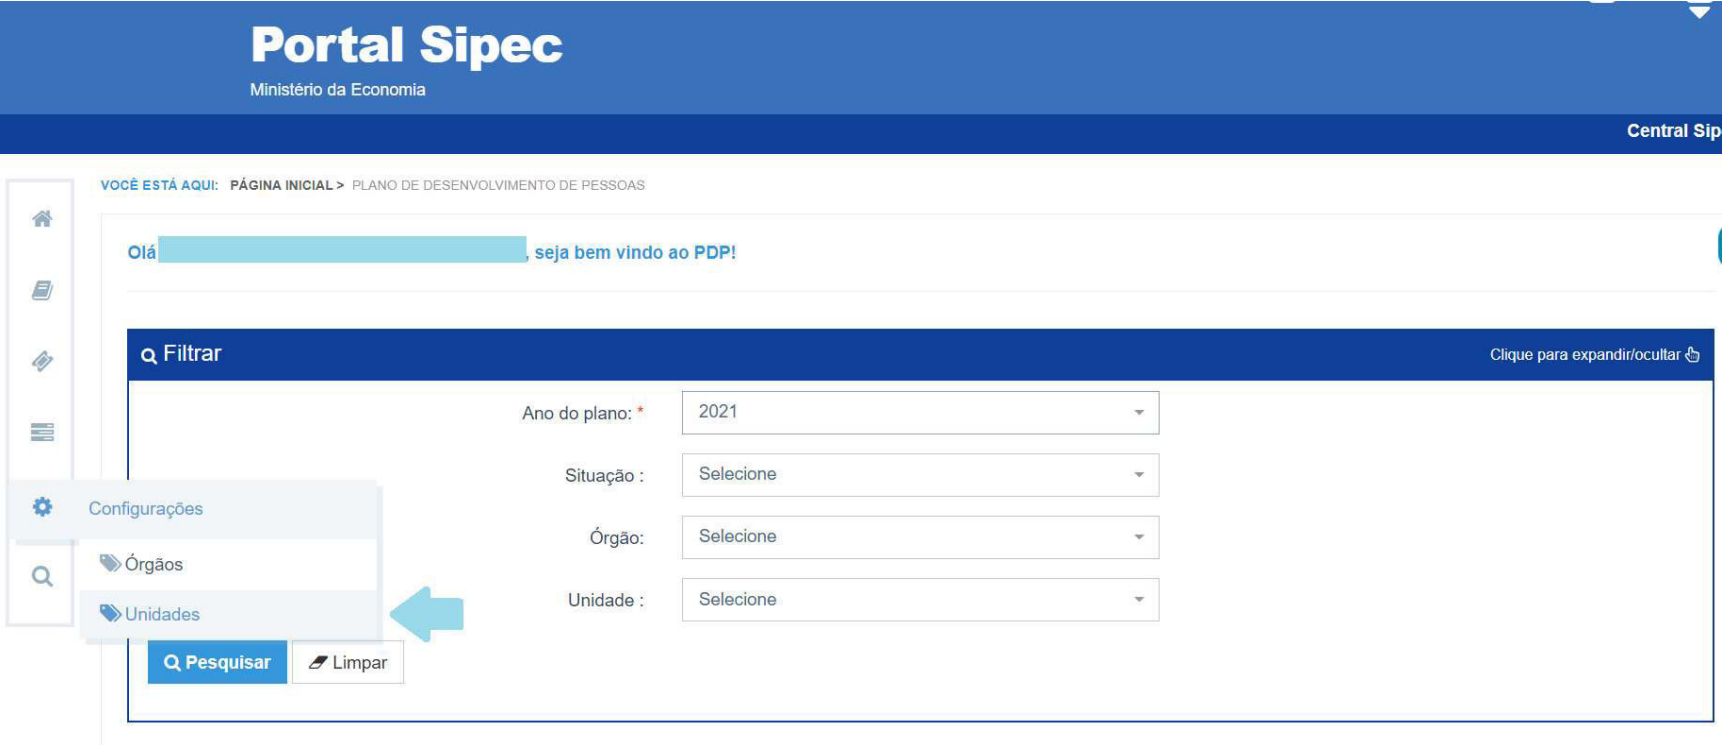 Portal Sipec
Ministério da Economia
Central Sip
VOCÊ ESTÁ AQUI: PÁGINA INICIAL > PLANO DE DESENVOLVIMENTO DE PESSOAS
Olá , seja bem vindo ao PDP!
Filtrar
Clique para expandir/ocultar
Ano do plano: * 2021
Situação : Selecione
Configurações
Órgão: Selecione
Órgãos
Unidade : Selecione
Unidades
Pesquisar Limpar